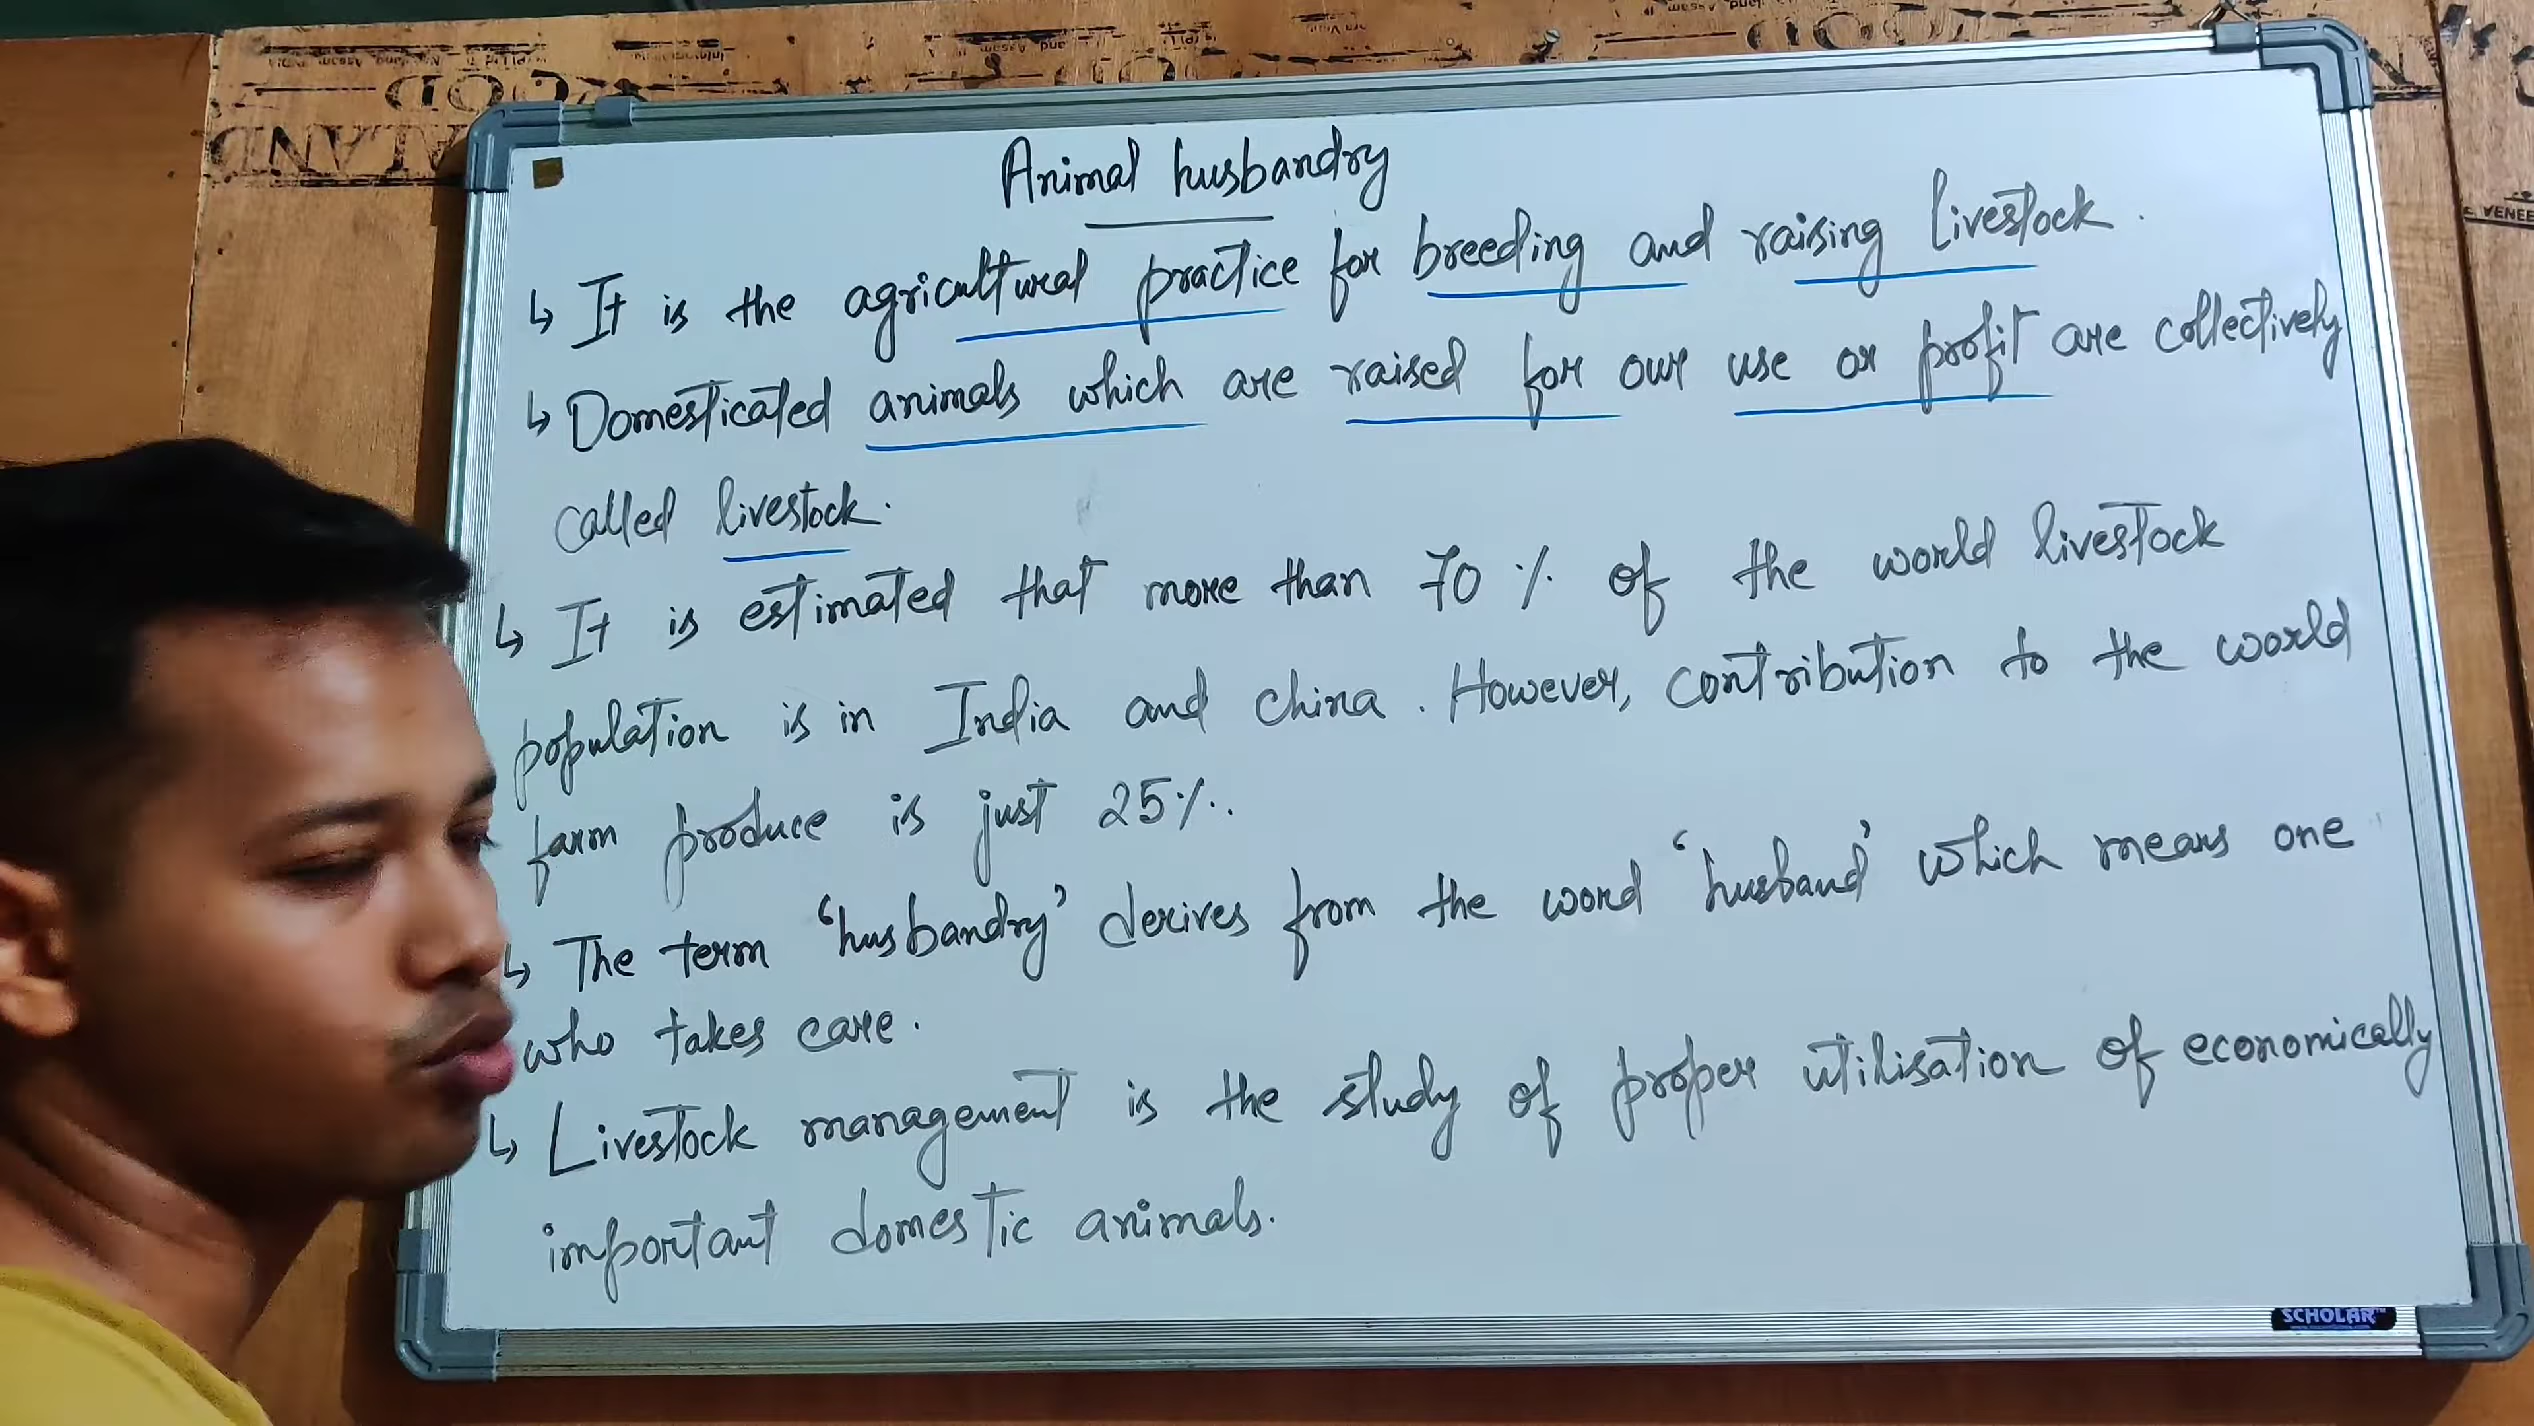 Animal husbandry
↳ It is the agricultural practice for breeding and raising livestock.
↳ Domesticated animals which are raised for our use or profit are collectively
called livestock.
↳ It is estimated that more than 70 % of the world livestock
population is in India and china. However, contribution to the world
farm produce is just 25%.
↳ The term 'husbandry' derives from the word 'husband' which means one
who takes care.
↳ Livestock management is the study of proper utilisation of economically
important domestic animals.
SCHOLAR